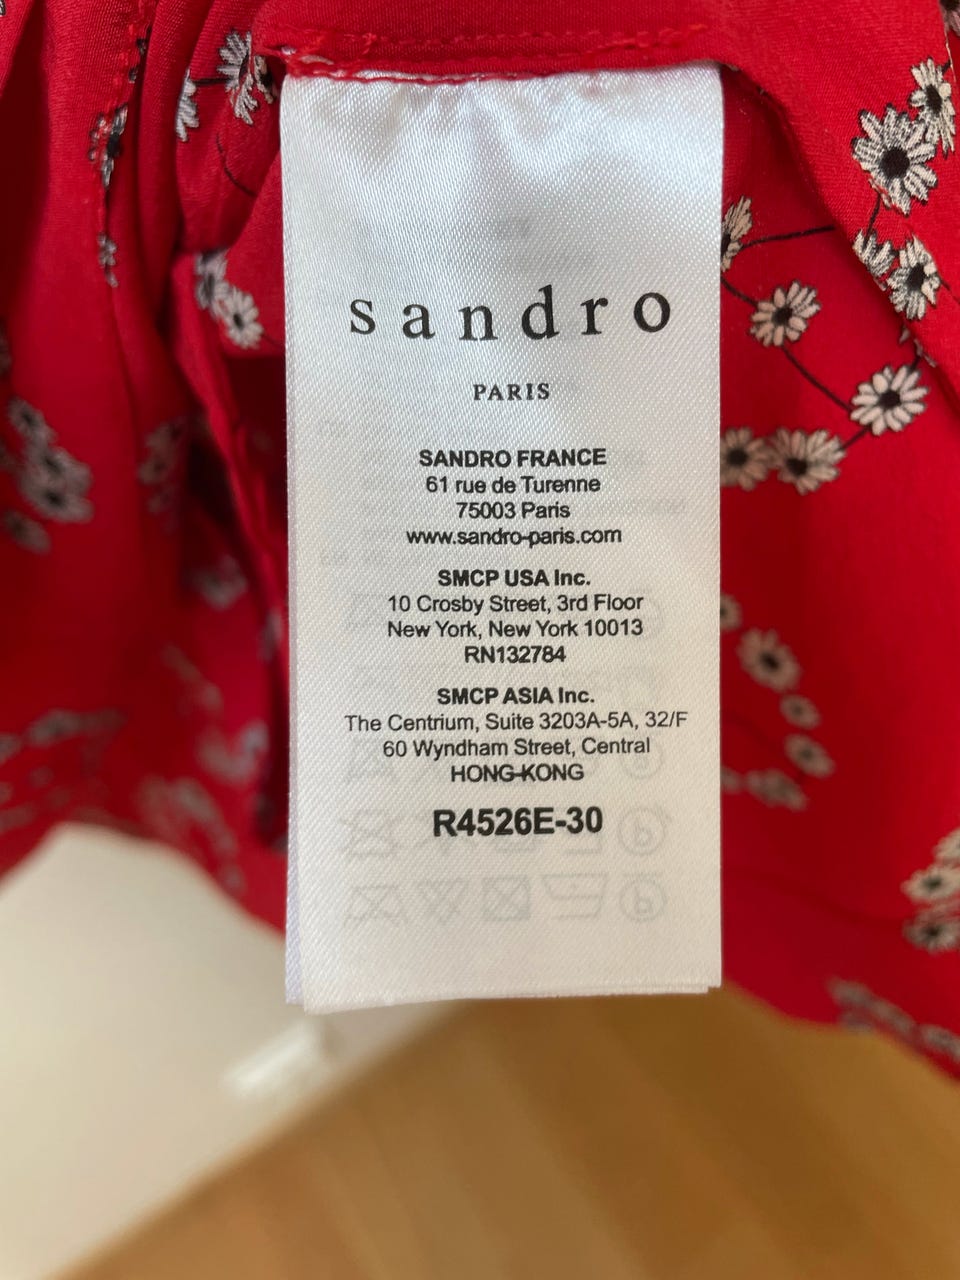 sandro
PARIS
SANDRO FRANCE
61 rue de Turenne
75003 Paris
www.sandro-paris.com
SMCP USA Inc.
10 Crosby Street, 3rd Floor
New York, New York 10013
RN132784
SMCP ASIA Inc.
The Centrium, Suite 3203A-5A, 32/F
60 Wyndham Street, Central
HONG-KONG
R4526E-30